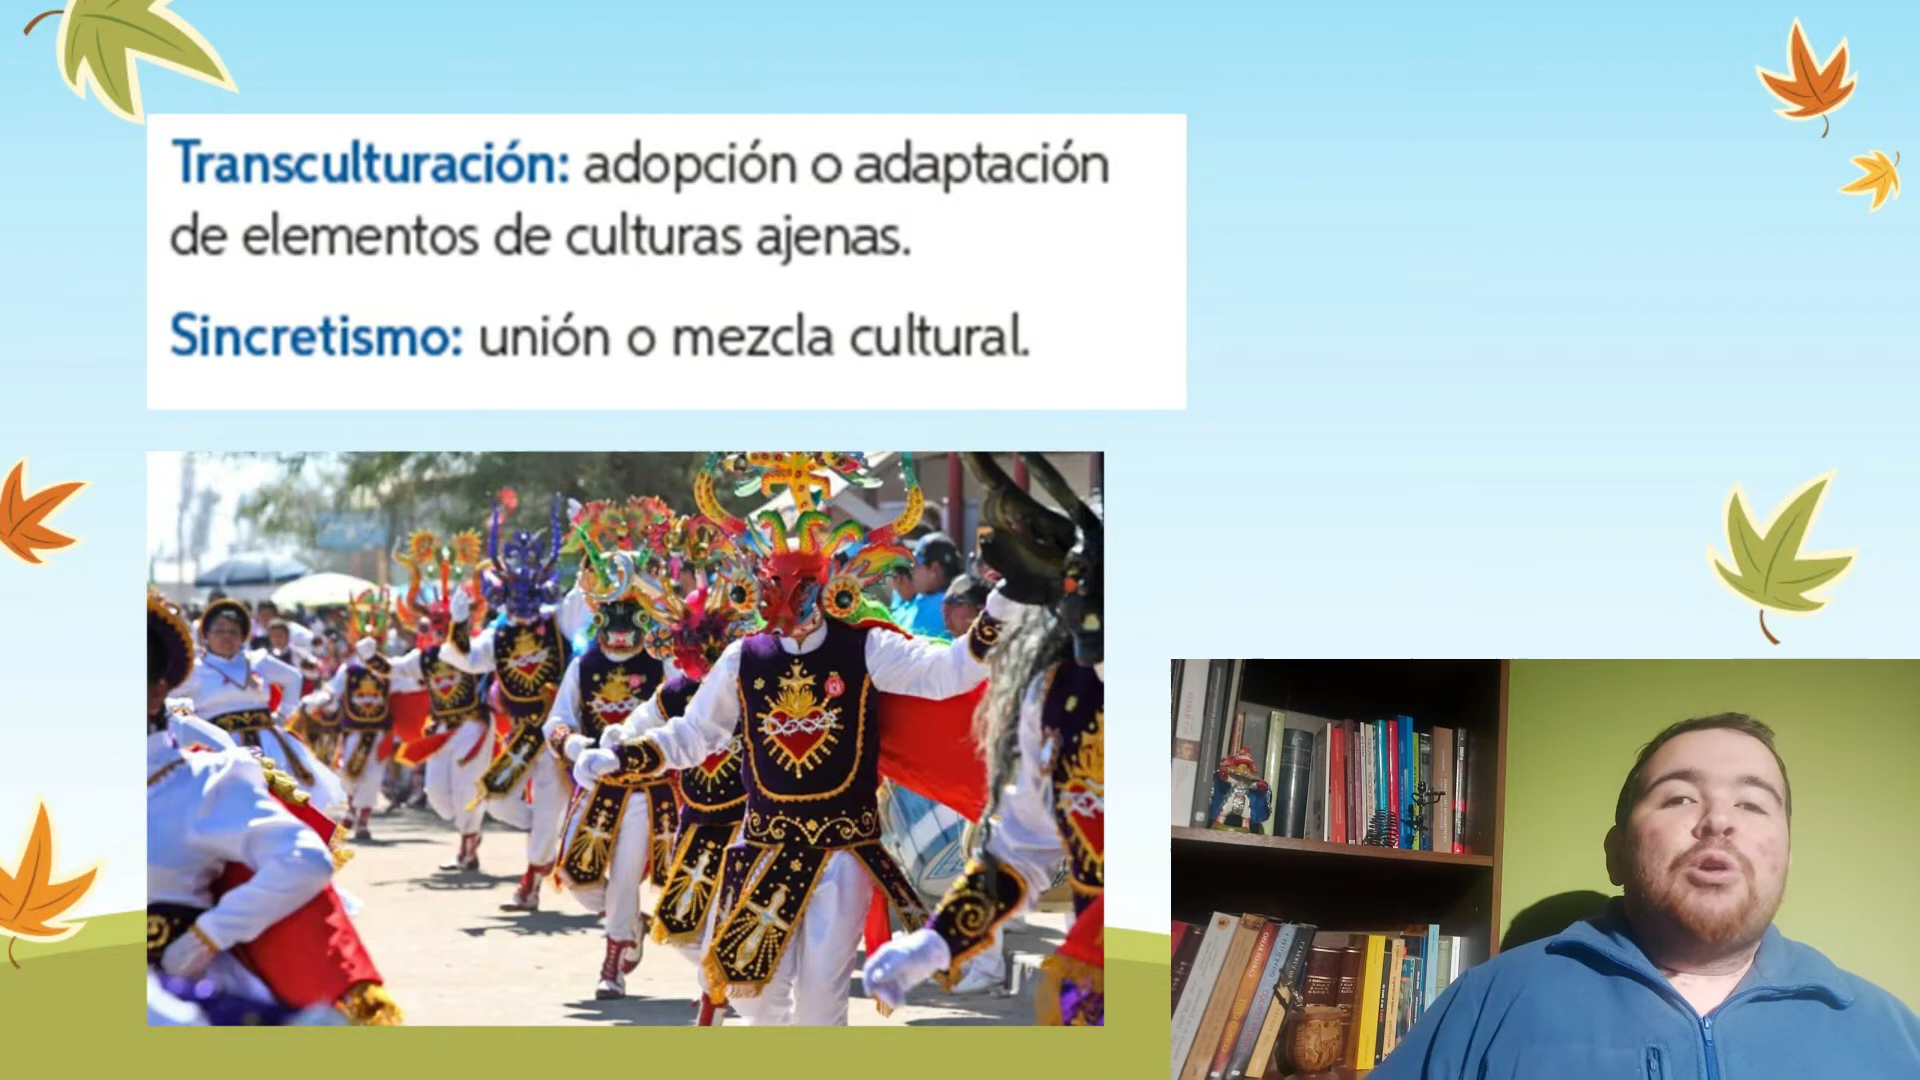 Transculturación: adopción o adaptación
de elementos de culturas ajenas.
Sincretismo: unión o mezcla cultural.